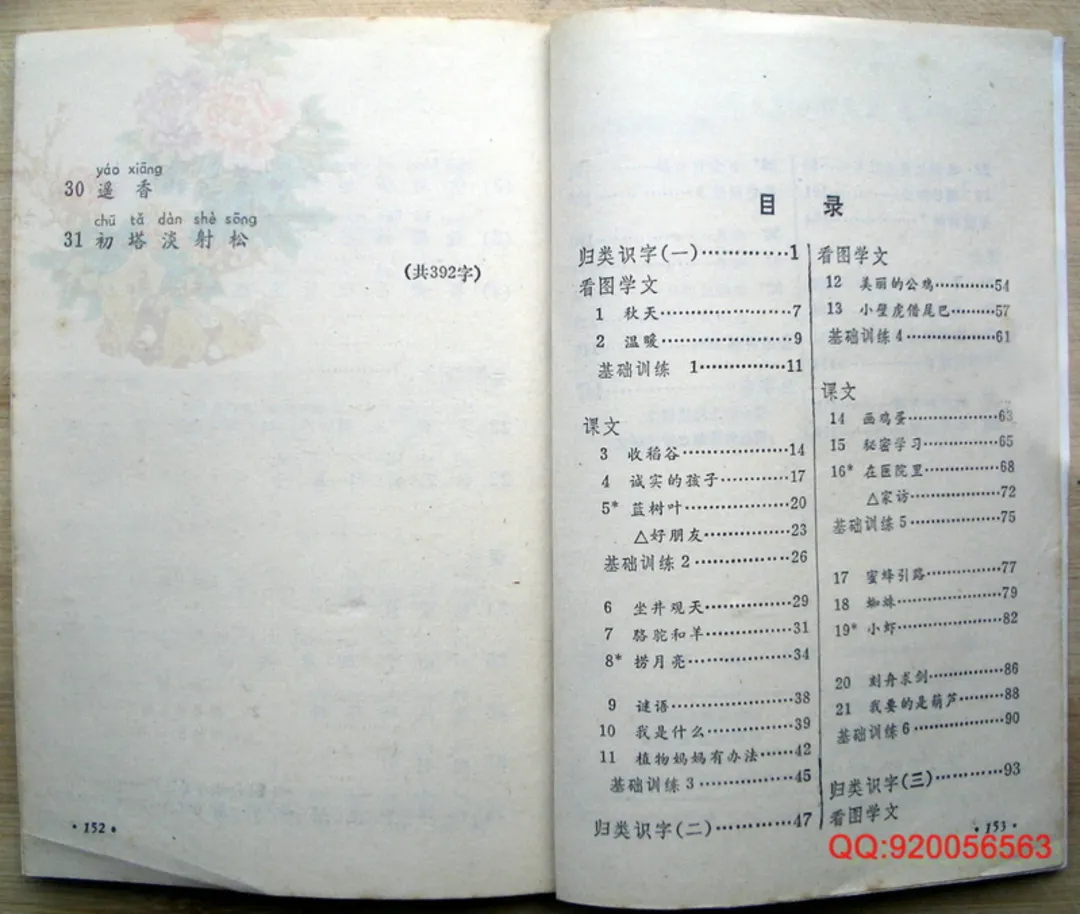 yáo xiāng
30 遥 香
chū tǎ dàn shè sōng
31 初 塔 淡 射 松
(共392字)
·152·
目 录
归类识字(一)…………1
看图学文
1 秋天…………………7
2 温暖…………………9
基础训练 1……………11
课文
3 收稻谷………………14
4 诚实的孩子…………17
5* 蓝树叶………………20
△好朋友………………23
基础训练2……………26
6 坐井观天……………29
7 骆驼和羊……………31
8* 捞月亮………………34
9 谜语…………………38
10 我是什么……………39
11 植物妈妈有办法……42
基础训练3……………45
归类识字(二)…………47
看图学文
12 美丽的公鸡…………54
13 小壁虎借尾巴………57
基础训练4……………61
课文
14 画鸡蛋………………63
15 秘密学习……………65
16* 在医院里……………68
△家访…………………72
基础训练5……………75
17 蜜蜂引路……………77
18 蜘蛛…………………79
19* 小虾…………………82
20 刻舟求剑……………86
21 我要的是葫芦………88
基础训练6……………90
归类识字(三)…………93
看图学文
·153·
QQ:920056563